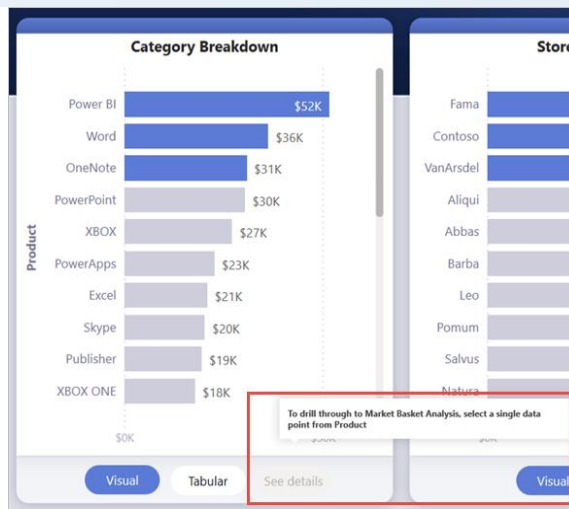 Category Breakdown
Product
Power BI $52K
Word $36K
OneNote $31K
PowerPoint $30K
XBOX $27K
PowerApps $23K
Excel $21K
Skype $20K
Publisher $19K
XBOX ONE $18K
$0K
To drill through to Market Basket Analysis, select a single data
point from Product
Visual Tabular See details
Store
Fama
Contoso
VanArsdel
Aliqui
Abbas
Barba
Leo
Pomum
Salvus
Natura
Visual